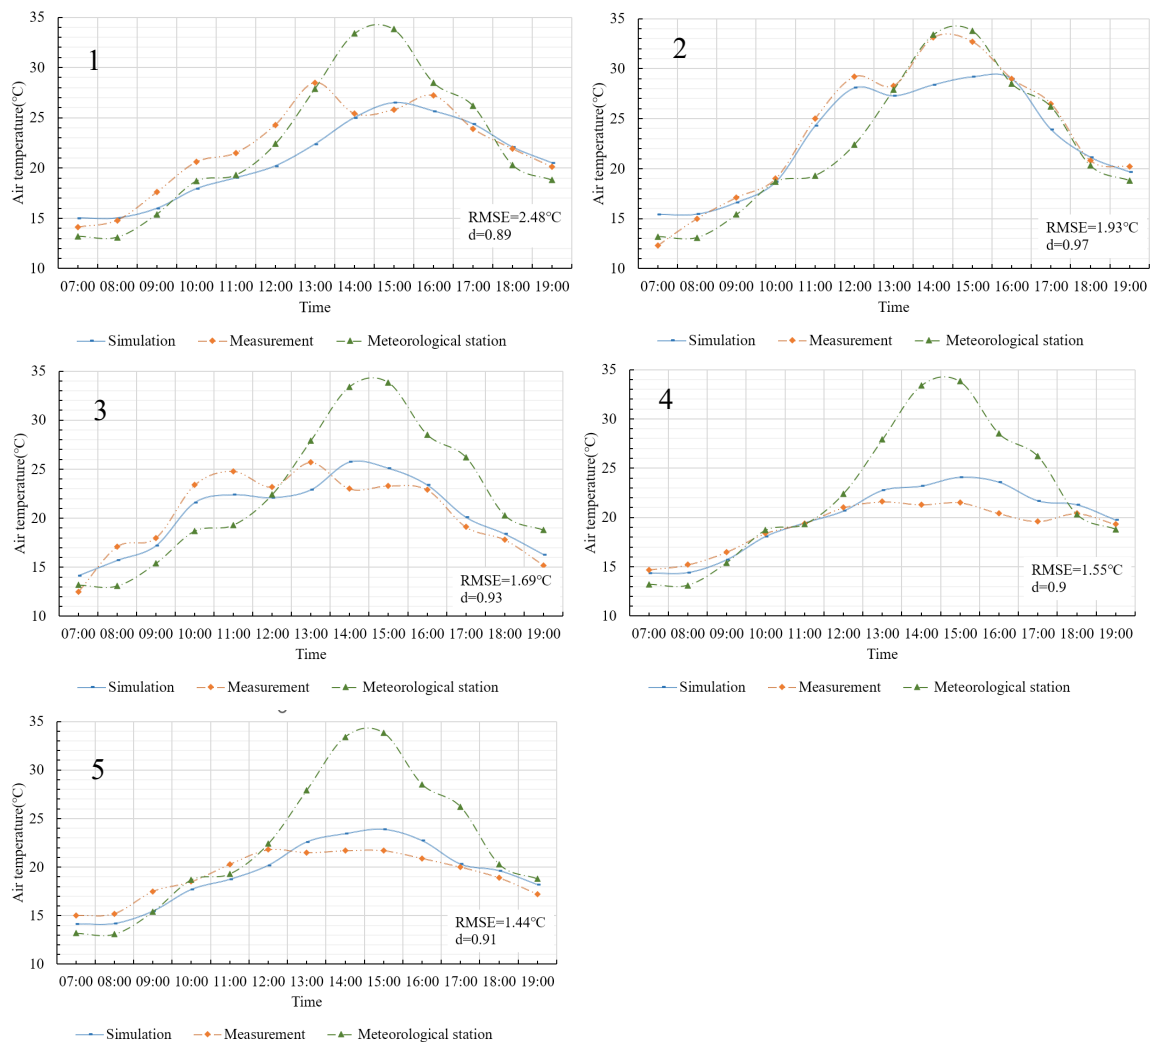 35
30
25
20
15
10
Air temperature(℃)
1
RMSE=2.48℃
d=0.89
07:00 08:00 09:00 10:00 11:00 12:00 13:00 14:00 15:00 16:00 17:00 18:00 19:00
Time
Simulation Measurement Meteorological station
35
30
25
20
15
10
Air temperature(℃)
2
RMSE=1.93℃
d=0.97
07:00 08:00 09:00 10:00 11:00 12:00 13:00 14:00 15:00 16:00 17:00 18:00 19:00
Time
Simulation Measurement Meteorological station
35
30
25
20
15
10
Air temperature(℃)
3
RMSE=1.69℃
d=0.93
07:00 08:00 09:00 10:00 11:00 12:00 13:00 14:00 15:00 16:00 17:00 18:00 19:00
Time
Simulation Measurement Meteorological station
35
30
25
20
15
10
Air temperature(℃)
4
RMSE=1.55℃
d=0.9
07:00 08:00 09:00 10:00 11:00 12:00 13:00 14:00 15:00 16:00 17:00 18:00 19:00
Time
Simulation Measurement Meteorological station
35
30
25
20
15
10
Air temperature(℃)
5
RMSE=1.44℃
d=0.91
07:00 08:00 09:00 10:00 11:00 12:00 13:00 14:00 15:00 16:00 17:00 18:00 19:00
Time
Simulation Measurement Meteorological station